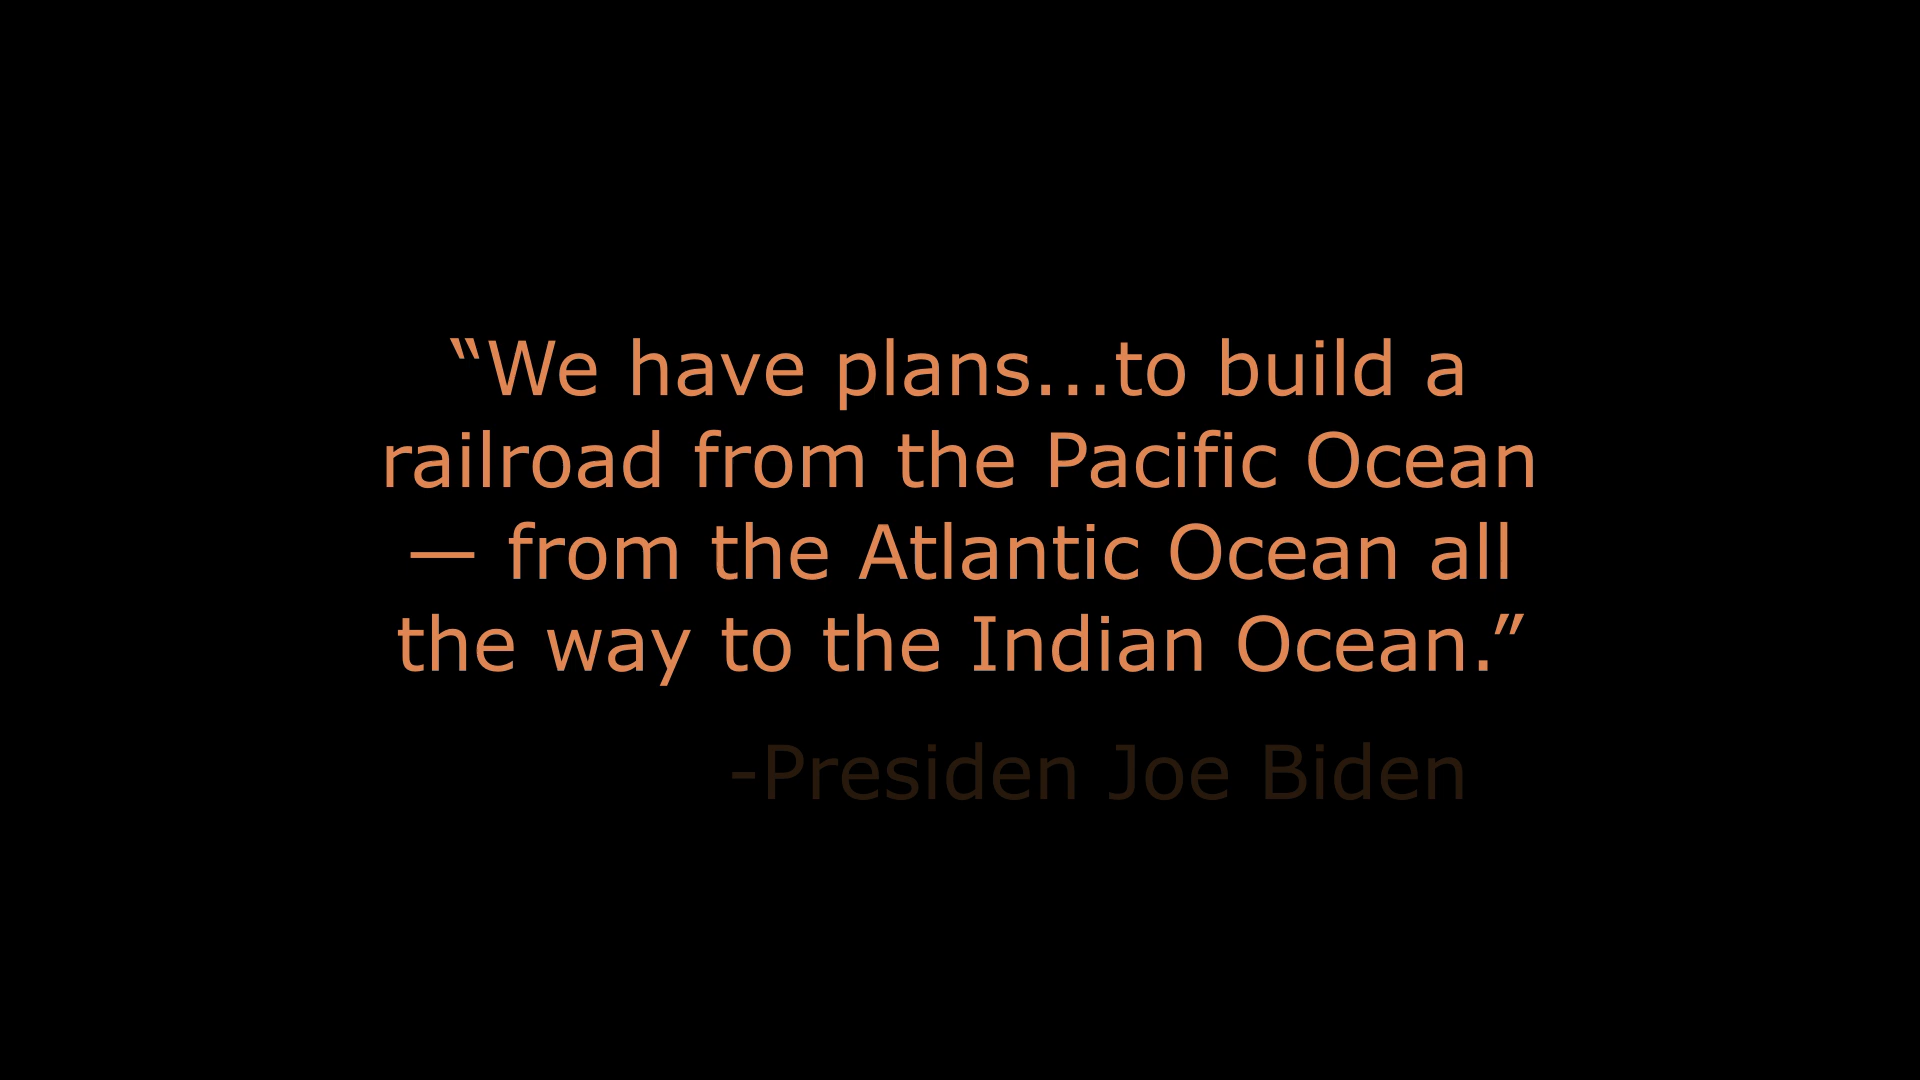 “We have plans...to build a
railroad from the Pacific Ocean
— from the Atlantic Ocean all
the way to the Indian Ocean.”
-Presiden Joe Biden